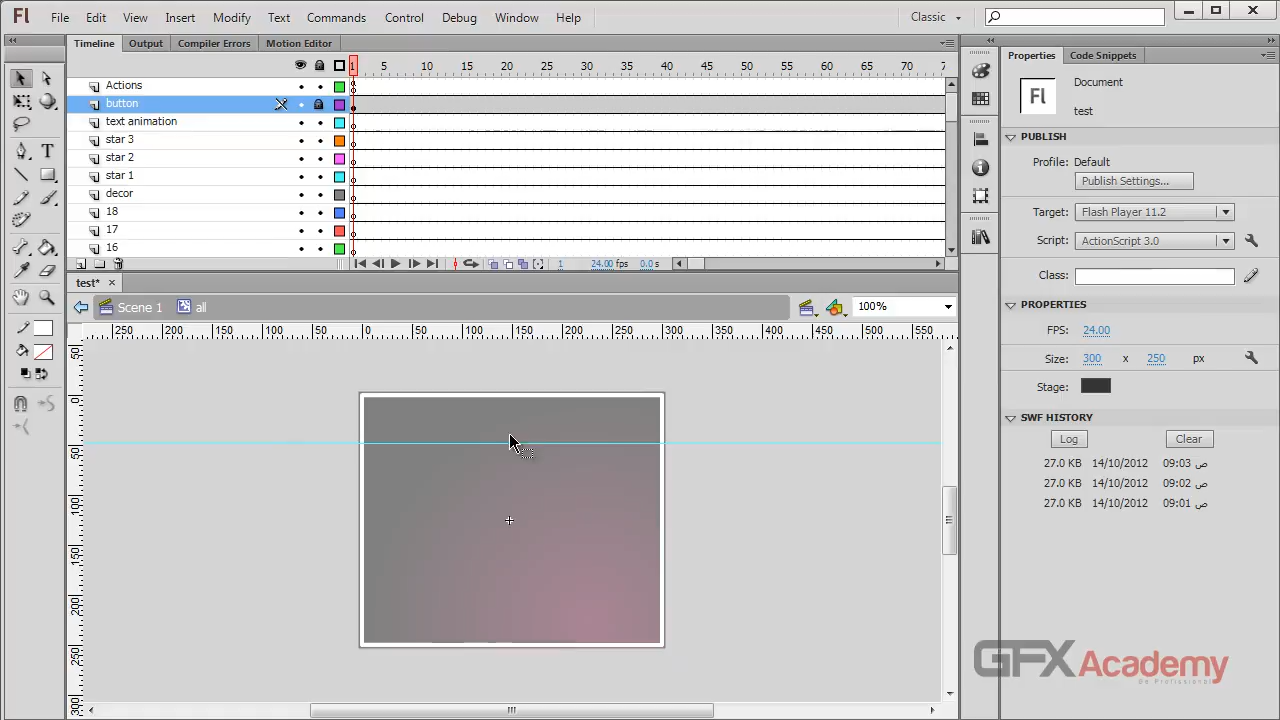 Fl File Edit View Insert Modify Text Commands Control Debug Window Help Classic
Timeline Output Compiler Errors Motion Editor
1 5 10 15 20 25 30 35 40 45 50 55 60 65 70 7
Actions
button
text animation
star 3
star 2
star 1
decor
18
17
16
1 24.00 fps 0.0 s
test* ×
Scene 1 all 100%
250 200 150 100 50 0 50 100 150 200 250 300 350 400 450 500 550
50
0
50
100
150
200
250
300
Properties Code Snippets
Fl
Document
test
PUBLISH
Profile: Default
Publish Settings...
Target: Flash Player 11.2
Script: ActionScript 3.0
Class:
PROPERTIES
FPS: 24.00
Size: 300 x 250 px
Stage:
SWF HISTORY
Log Clear
27.0 KB 14/10/2012 09:03 ص
27.0 KB 14/10/2012 09:02 ص
27.0 KB 14/10/2012 09:01 ص
GFX Academy
Be Profissional